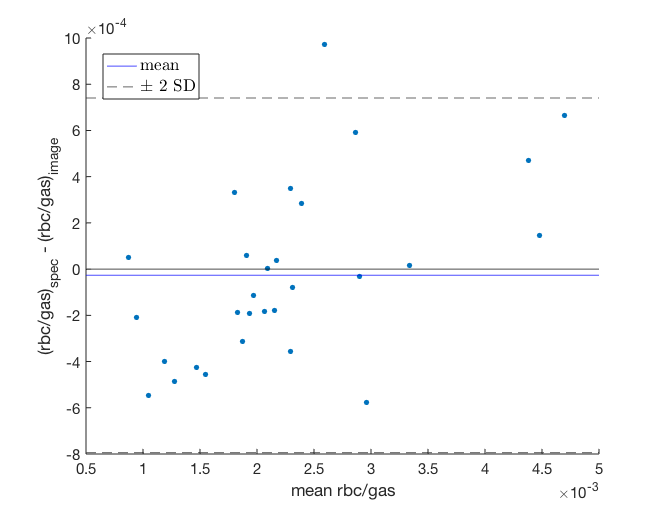 ×10⁻⁴
10
8
6
4
2
0
-2
-4
-6
-8
(rbc/gas)spec - (rbc/gas)image
mean
± 2 SD
0.5 1 1.5 2 2.5 3 3.5 4 4.5 5
mean rbc/gas
×10⁻³